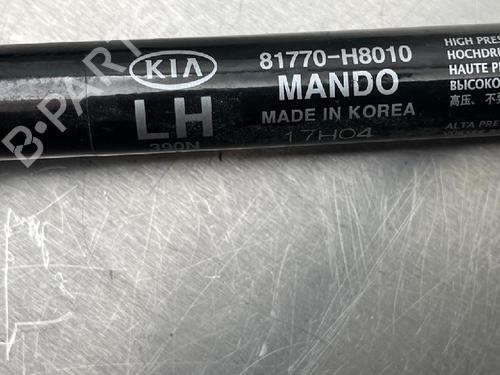 KIA
LH
390N
81770-H8010
MANDO
MADE IN KOREA
17H04
HIGH PRES
HOCHDRU
HAUTE P
ВЫСОКО
高压、不
ALTA PRE
B-PARTS